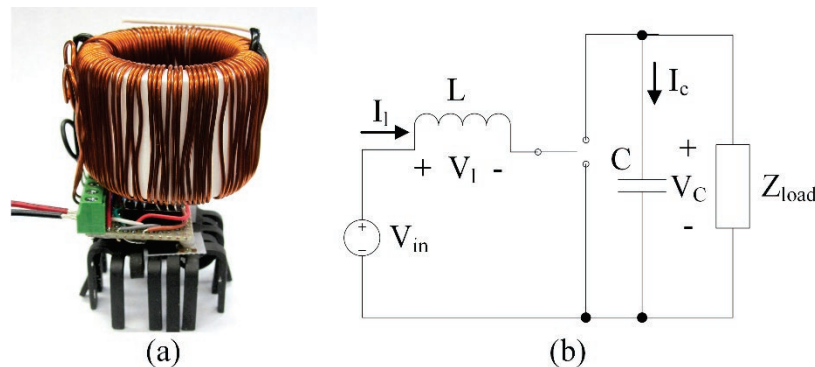 L
I_l
+ V_l -
V_in
+
−
I_c
C
+
V_C
-
Z_load
(a)
(b)